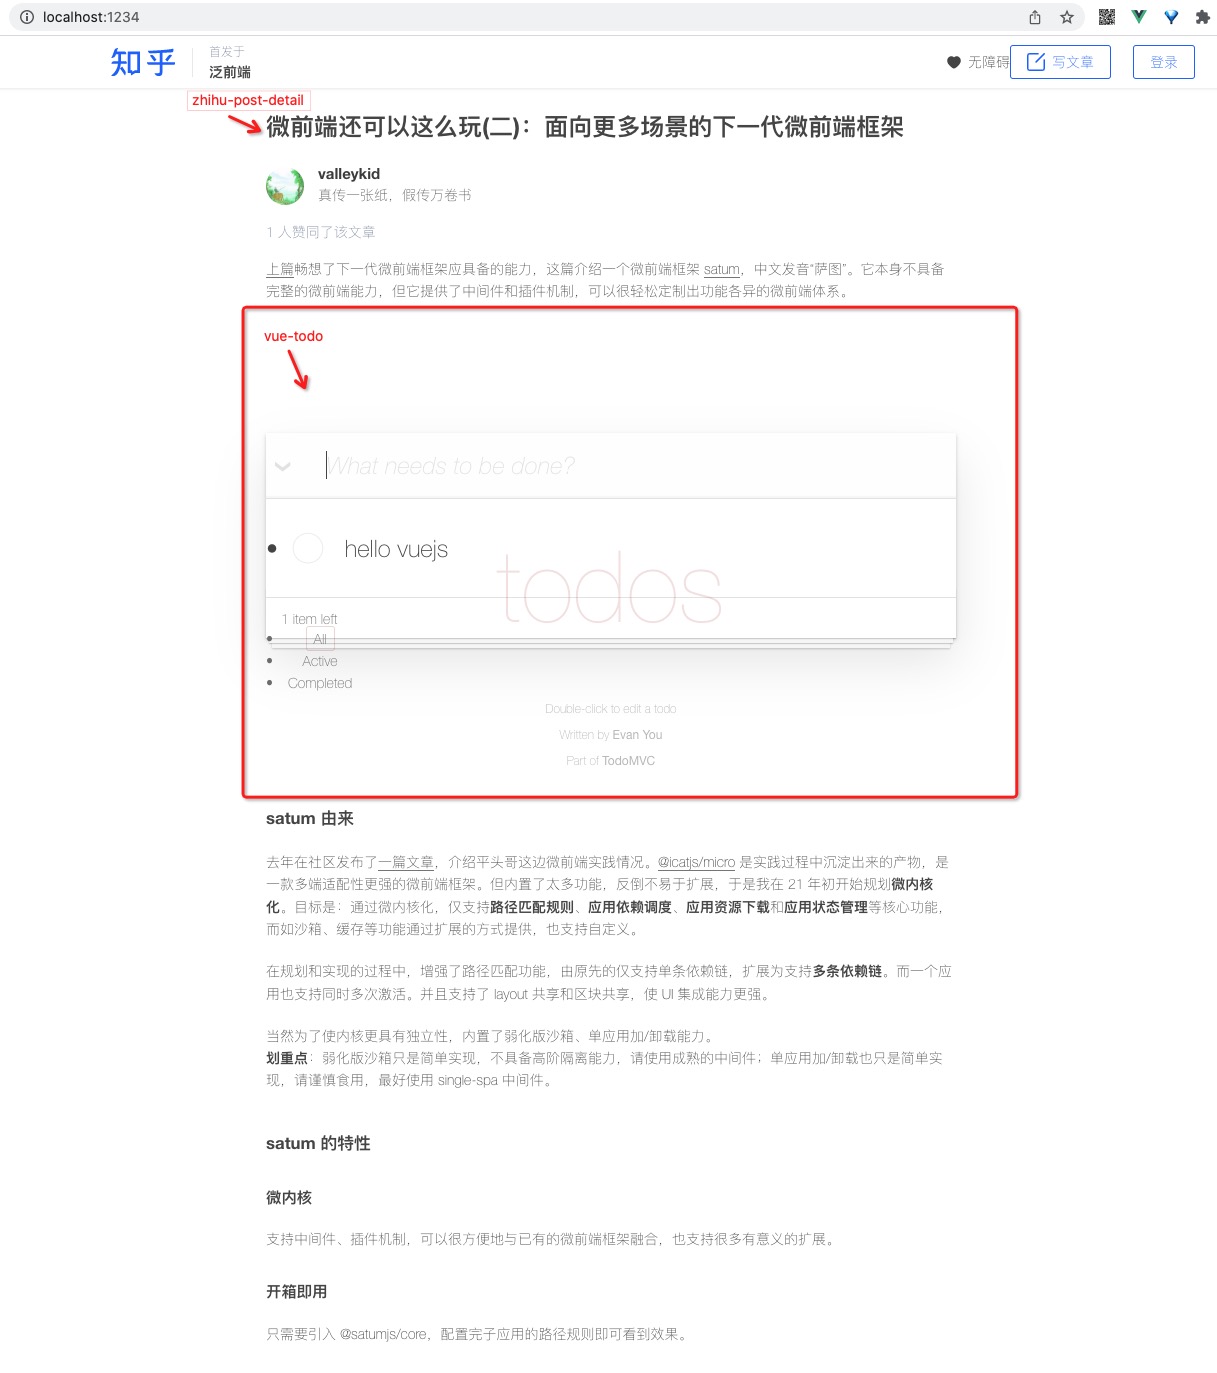 localhost:1234
知乎
首发于
泛前端
无障碍
写文章
登录
zhihu-post-detail
微前端还可以这么玩(二)：面向更多场景的下一代微前端框架
valleykid
真传一张纸，假传万卷书
1 人赞同了该文章
上篇畅想了下一代微前端框架应具备的能力，这篇介绍一个微前端框架 satum，中文发音“萨图”。它本身不具备
完整的微前端能力，但它提供了中间件和插件机制，可以很轻松定制出功能各异的微前端体系。
vue-todo
What needs to be done?
hello vuejs
todos
1 item left
All
Active
Completed
Double-click to edit a todo
Written by Evan You
Part of TodoMVC
satum 由来
去年在社区发布了一篇文章，介绍平头哥这边微前端实践情况。@icatjs/micro 是实践过程中沉淀出来的产物，是
一款多端适配性更强的微前端框架。但内置了太多功能，反倒不易于扩展，于是我在 21 年初开始规划微内核
化。目标是：通过微内核化，仅支持路径匹配规则、应用依赖调度、应用资源下载和应用状态管理等核心功能，
而如沙箱、缓存等功能通过扩展的方式提供，也支持自定义。
在规划和实现的过程中，增强了路径匹配功能，由原先的仅支持单条依赖链，扩展为支持多条依赖链。而一个应
用也支持同时多次激活。并且支持了 layout 共享和区块共享，使 UI 集成能力更强。
当然为了使内核更具有独立性，内置了弱化版沙箱、单应用加/卸载能力。
划重点：弱化版沙箱只是简单实现，不具备高阶隔离能力，请使用成熟的中间件；单应用加/卸载也只是简单实
现，请谨慎食用，最好使用 single-spa 中间件。
satum 的特性
微内核
支持中间件、插件机制，可以很方便地与已有的微前端框架融合，也支持很多有意义的扩展。
开箱即用
只需要引入 @satumjs/core，配置完子应用的路径规则即可看到效果。